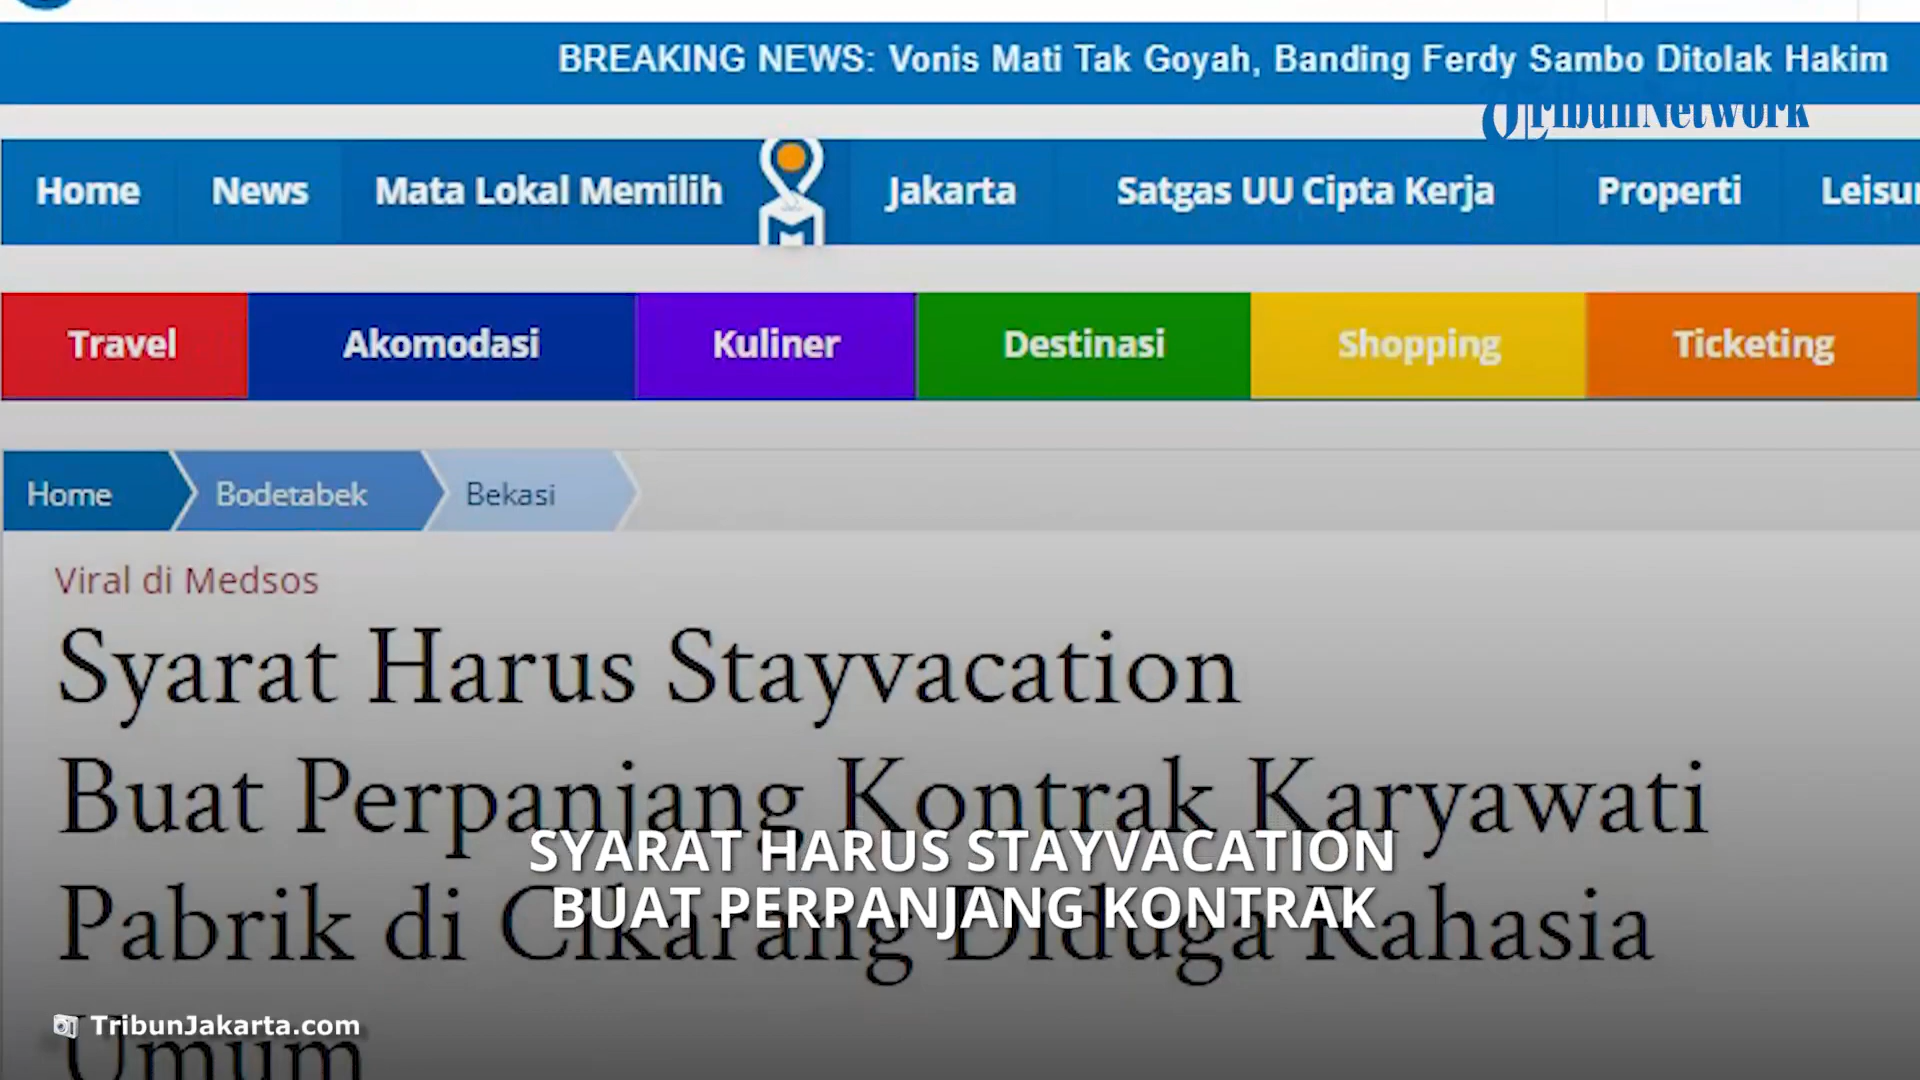 BREAKING NEWS: Vonis Mati Tak Goyah, Banding Ferdy Sambo Ditolak Hakim
TribunNetwork
Home News Mata Lokal Memilih Jakarta Satgas UU Cipta Kerja Properti Leisur
Travel Akomodasi Kuliner Destinasi Shopping Ticketing
Home Bodetabek Bekasi
Viral di Medsos
Syarat Harus Stayvacation
Buat Perpanjang Kontrak Karyawati
Pabrik di Cikarang Diduga Rahasia
Umum
SYARAT HARUS STAYVACATION
BUAT PERPANJANG KONTRAK
TribunJakarta.com